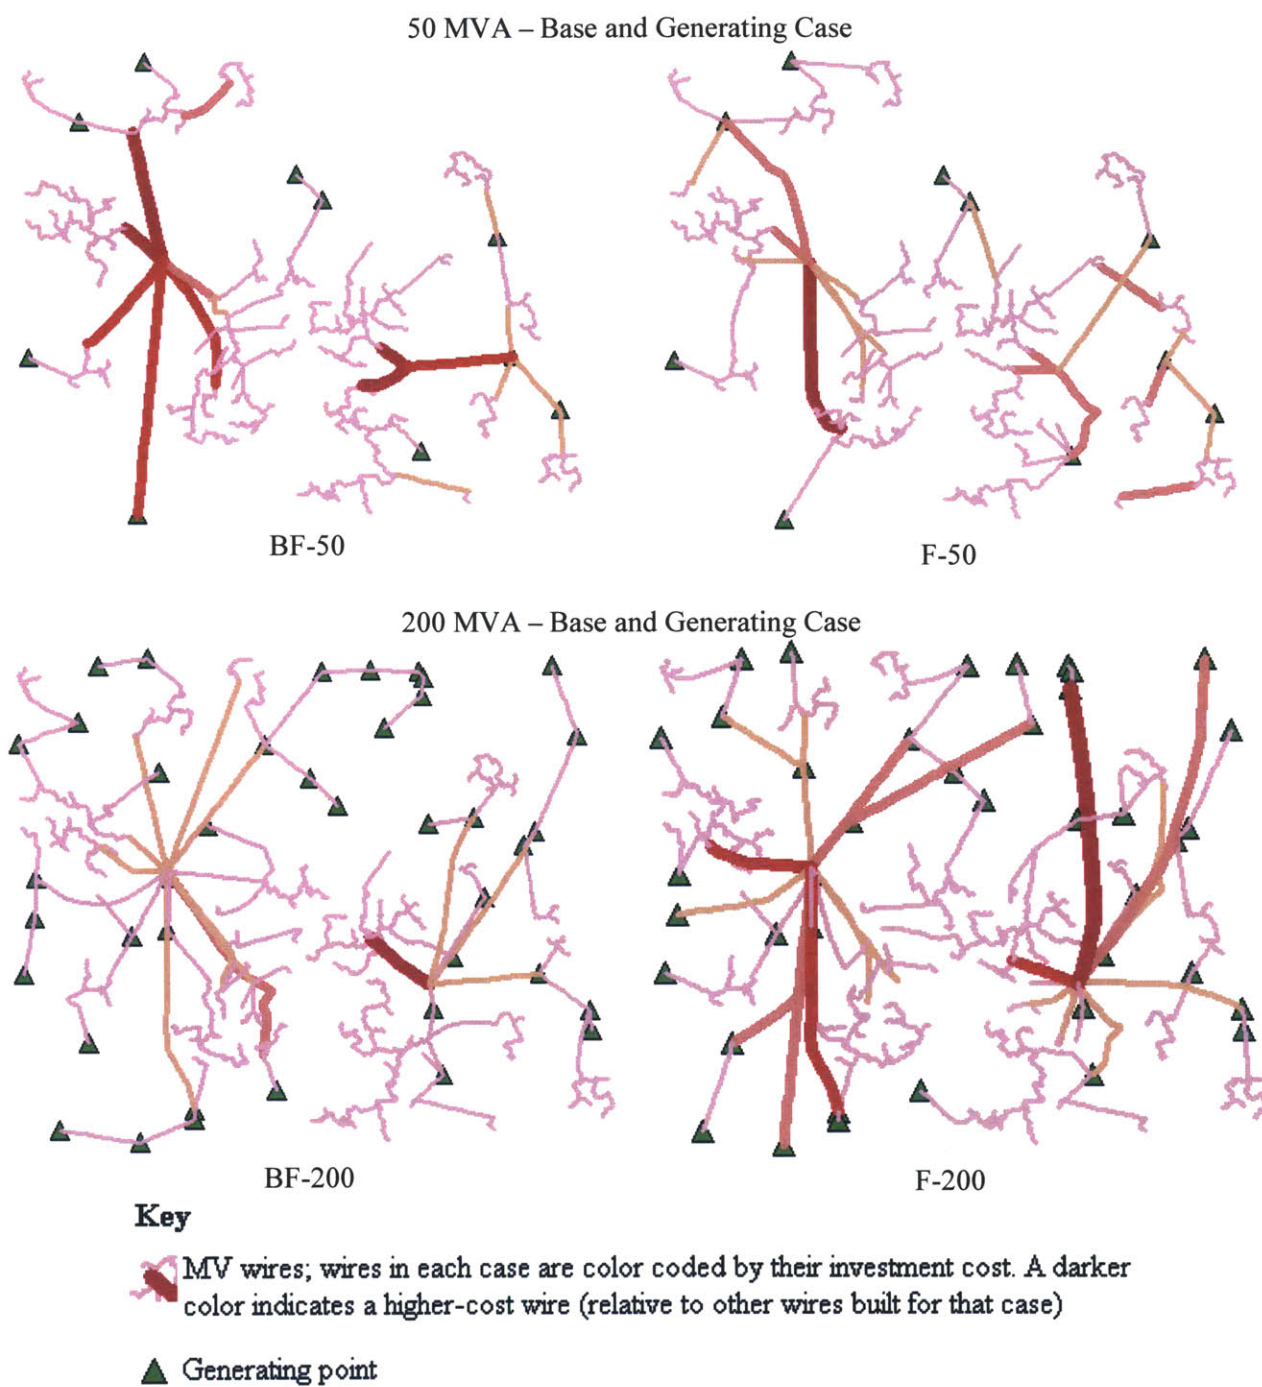 50 MVA – Base and Generating Case
BF-50
F-50
200 MVA – Base and Generating Case
BF-200
F-200
Key
MV wires; wires in each case are color coded by their investment cost. A darker
color indicates a higher-cost wire (relative to other wires built for that case)
Generating point